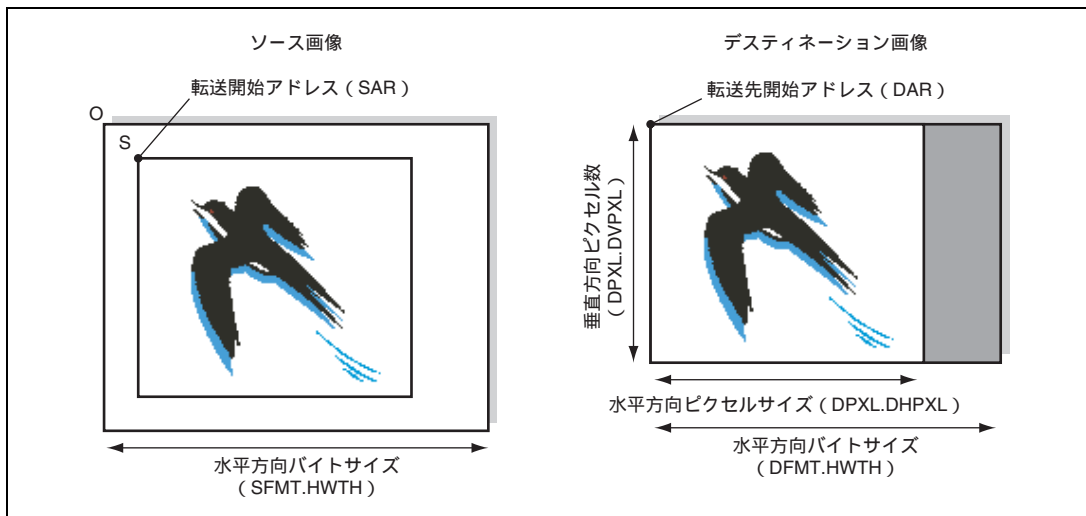 ソース画像
転送開始アドレス（SAR）
O
S
水平方向バイトサイズ
（SFMT.HWTH）
デスティネーション画像
転送先開始アドレス（DAR）
垂直方向ピクセル数
（DPXL.DVPXL）
水平方向ピクセルサイズ（DPXL.DHPXL）
水平方向バイトサイズ
（DFMT.HWTH）